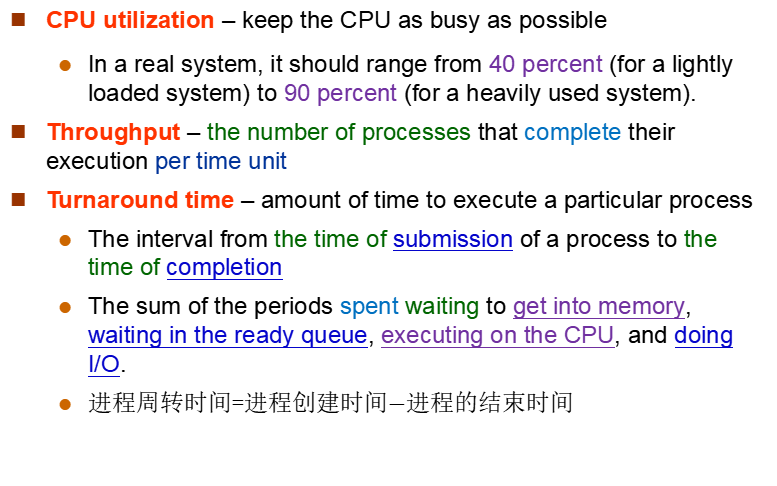 CPU utilization – keep the CPU as busy as possible
In a real system, it should range from 40 percent (for a lightly
loaded system) to 90 percent (for a heavily used system).
Throughput – the number of processes that complete their
execution per time unit
Turnaround time – amount of time to execute a particular process
The interval from the time of submission of a process to the
time of completion
The sum of the periods spent waiting to get into memory,
waiting in the ready queue, executing on the CPU, and doing
I/O.
进程周转时间=进程创建时间–进程的结束时间